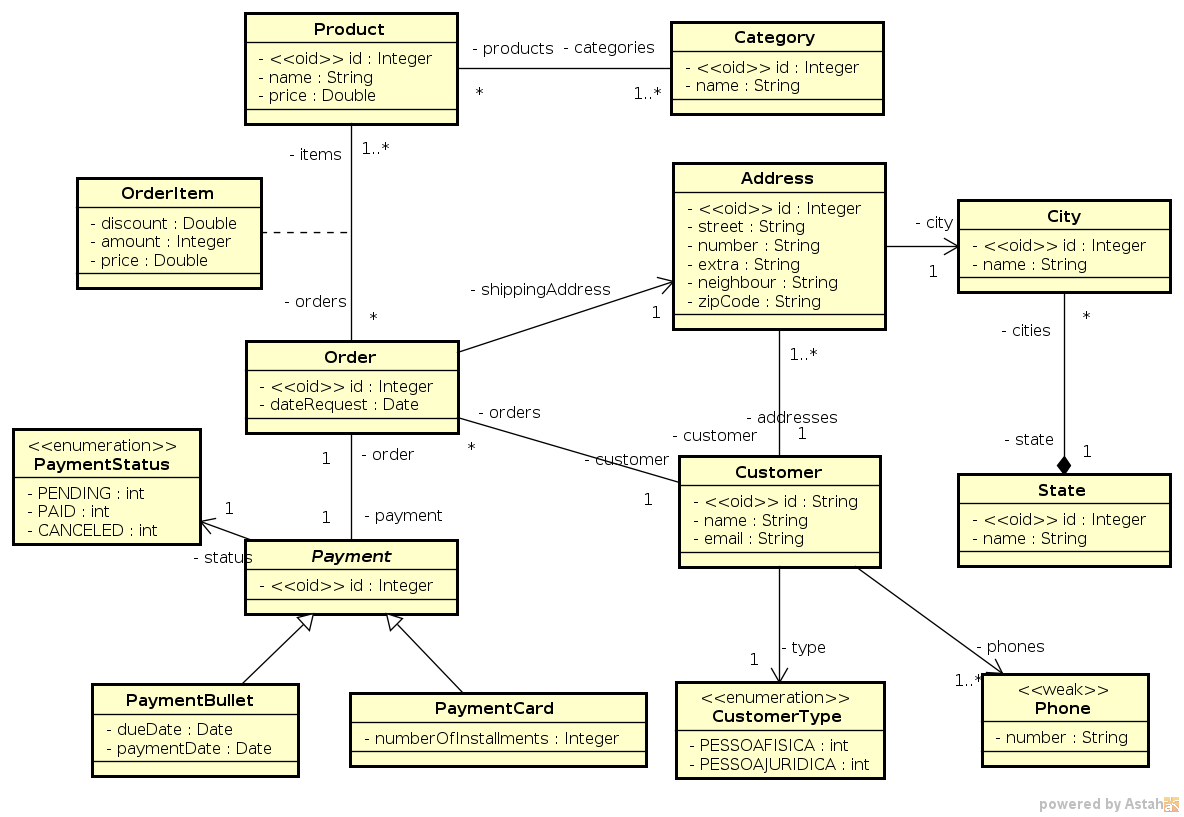 Product
- <<oid>> id : Integer
- name : String
- price : Double
- products
- categories
*
1..*
Category
- <<oid>> id : Integer
- name : String
- items
1..*
OrderItem
- discount : Double
- amount : Integer
- price : Double
- orders
*
Address
- <<oid>> id : Integer
- street : String
- number : String
- extra : String
- neighbour : String
- zipCode : String
- city
1
City
- <<oid>> id : Integer
- name : String
- shippingAddress
1
*
- cities
- state
1
State
- <<oid>> id : Integer
- name : String
Order
- <<oid>> id : Integer
- dateRequest : Date
1..*
- addresses
- customer
1
- orders
*
- customer
1
Customer
- <<oid>> id : String
- name : String
- email : String
1
- order
1
- payment
<<enumeration>>
PaymentStatus
- PENDING : int
- PAID : int
- CANCELED : int
1
- status
Payment
- <<oid>> id : Integer
PaymentBullet
- dueDate : Date
- paymentDate : Date
PaymentCard
- numberOfInstallments : Integer
- type
1
<<enumeration>>
CustomerType
- PESSOAFISICA : int
- PESSOAJURIDICA : int
- phones
1..*
<<weak>>
Phone
- number : String
powered by Astah